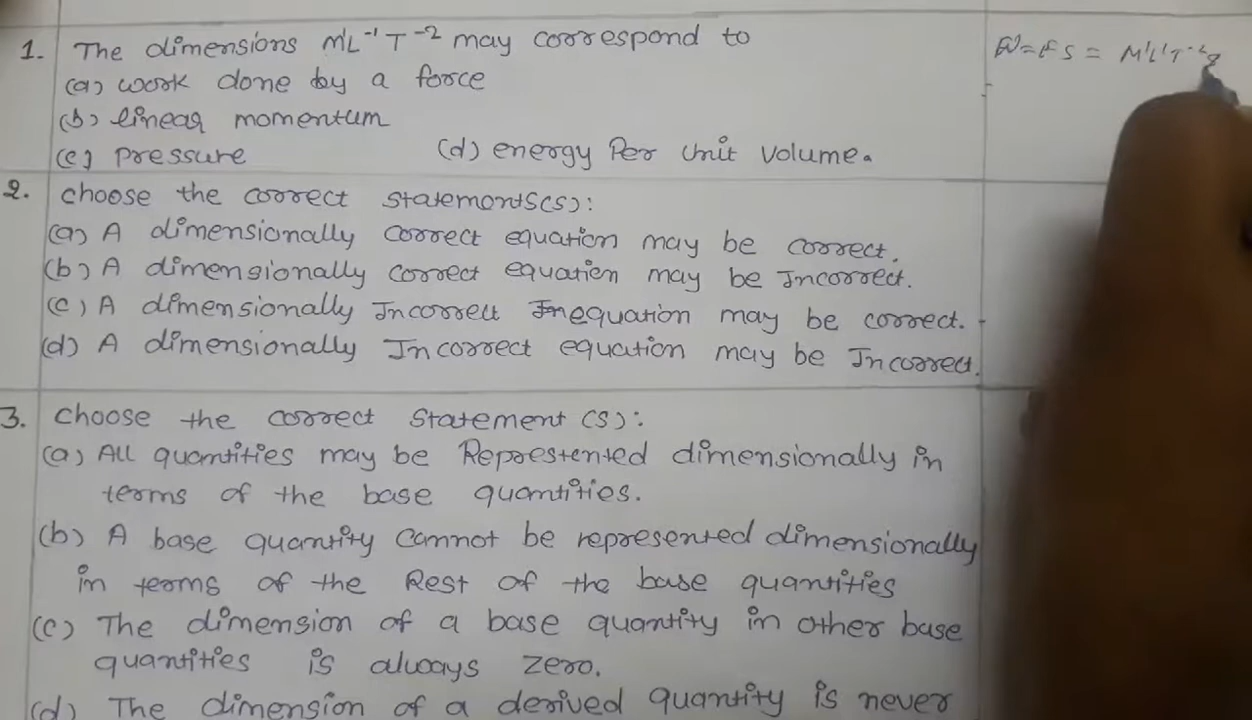 1. The dimensions M¹L⁻¹T⁻² may correspond to
(a) work done by a force
(b) linear momentum
(c) pressure (d) energy Per Unit Volume.
W=F S = M¹L¹T⁻²
2. choose the correct statements(s):
(a) A dimensionally correct equation may be correct.
(b) A dimensionally correct equation may be Incorrect.
(c) A dimensionally Incorrect equation may be correct.
(d) A dimensionally Incorrect equation may be Incorrect.
3. choose the correct Statement (s):
(a) All quantities may be Represtented dimensionally in
terms of the base quantities.
(b) A base quantity cannot be represented dimensionally
in terms of the Rest of the base quantities
(c) The dimension of a base quantity in other base
quantities is always zero.
(d) The dimension of a derived quantity is never